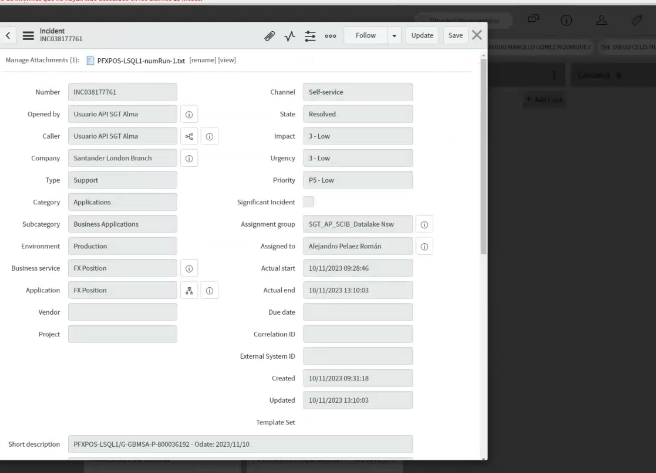 Incident
INC038177761
Follow
Update
Save
Manage Attachments (1): PFXPOS-LSQL1-numRun-1.txt [rename] [view]
Number INC038177761
Channel Self-service
Opened by Usuario API SGT Alma
State Resolved
Caller Usuario API SGT Alma
Impact 3 - Low
Company Santander London Branch
Urgency 3 - Low
Type Support
Priority P5 - Low
Category Applications
Significant Incident
Subcategory Business Applications
Assignment group SGT_AP_SCIB_Datalake Nsw
Environment Production
Assigned to Alejandro Pelaez Román
Business service FX Position
Actual start 10/11/2023 09:28:46
Application FX Position
Actual end 10/11/2023 13:10:03
Vendor
Due date
Project
Correlation ID
External System ID
Created 10/11/2023 09:31:18
Updated 10/11/2023 13:10:03
Template Set
Short description PFXPOS-LSQL1/G-GBMSA-P-800036192 - Odate: 2023/11/10